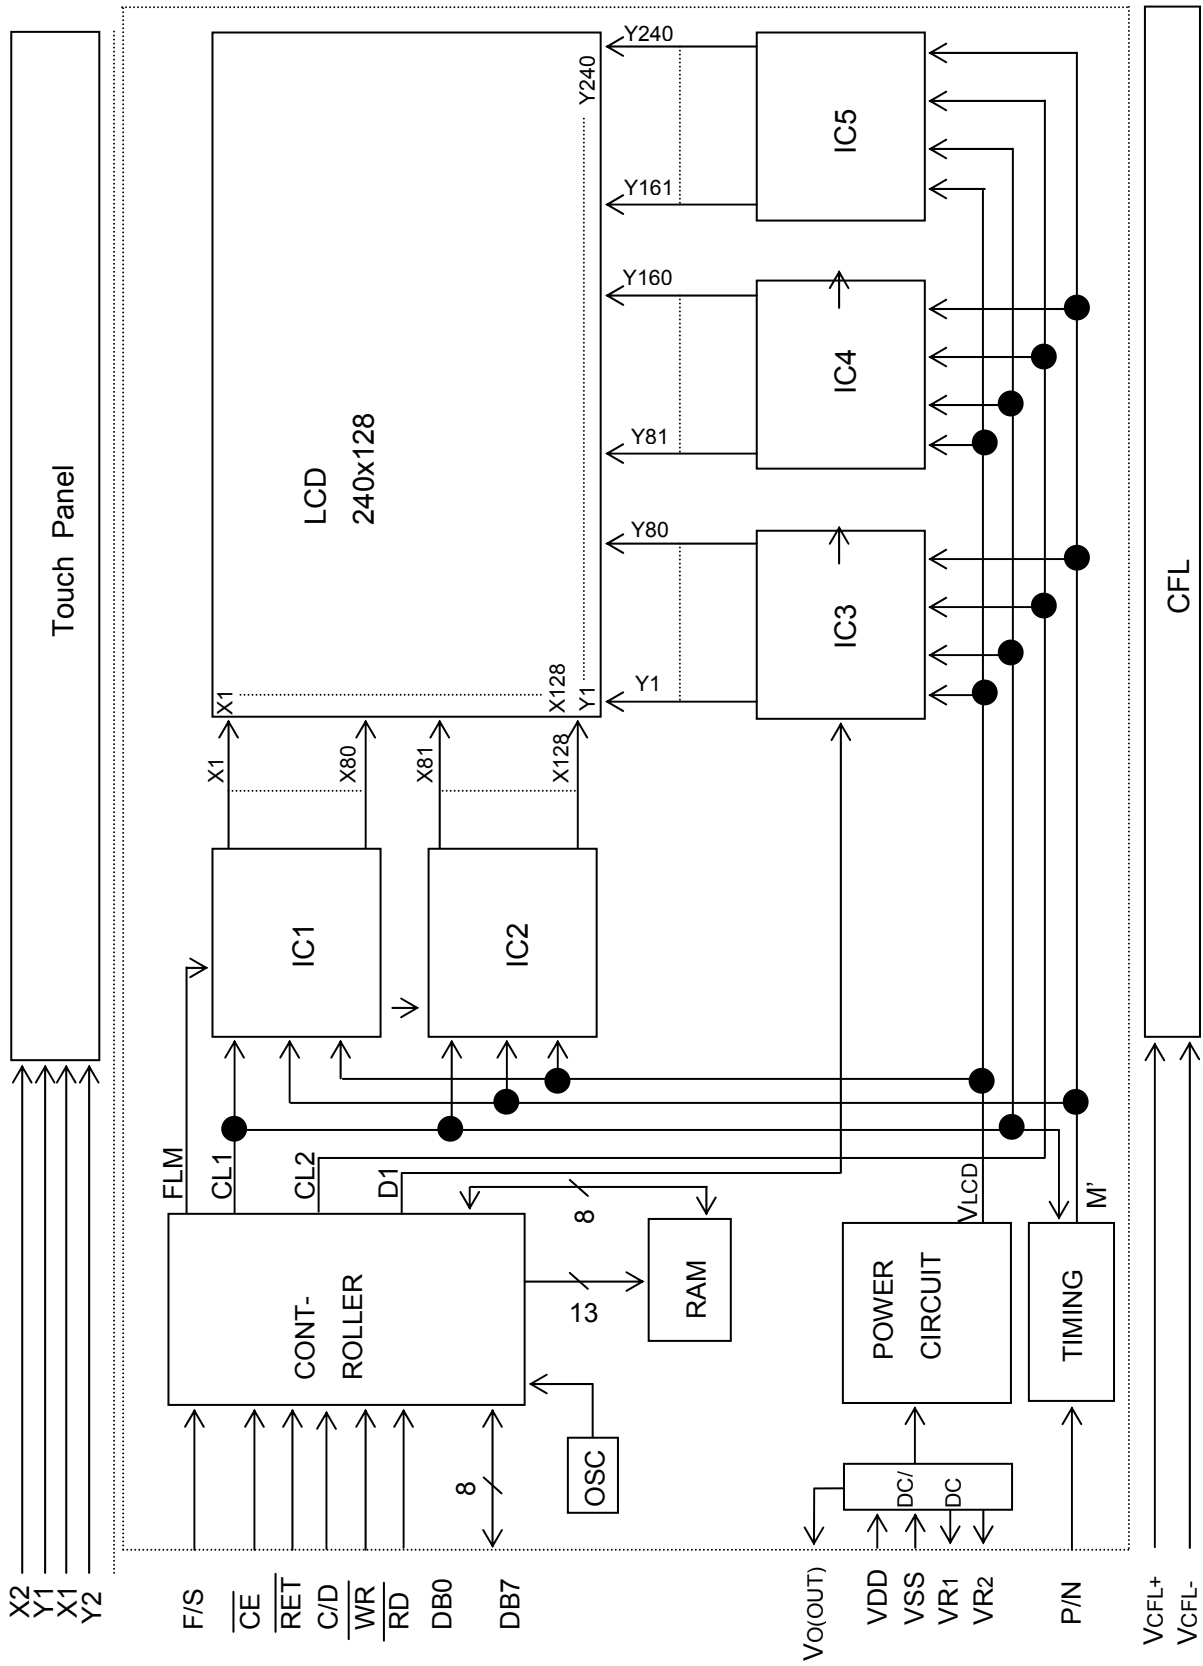 X2
Y1
X1
Y2
Touch Panel
F/S
CE
RET
C/D
WR
RD
DB0
8
DB7
CONT-
ROLLER
OSC
FLM
CL1
CL2
D1
8
13
RAM
IC1
IC2
X1
X80
X81
X128
X1
X128
Y1
Y240
LCD
240x128
Y1
Y80
Y81
Y160
Y161
Y240
IC3
IC4
IC5
VO(OUT)
VDD
VSS
VR1
VR2
P/N
DC/
DC
POWER
CIRCUIT
VLCD
TIMING
M'
VCFL+
VCFL-
CFL